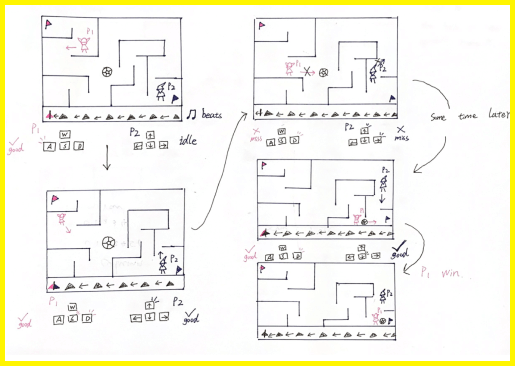 P1
P2
♫ beats
P1
good
W
A S D
P2
↑
← ↓ →
idle
P2
P1
good
W
A S D
↑
← ↓ →
P2
good
P1
P2
miss
W
A S D
P2
↑
← ↓ →
miss
Some time later
P2
P1
good
W
A S D
↑
← ↓ →
good
P2
P1
P1 win.